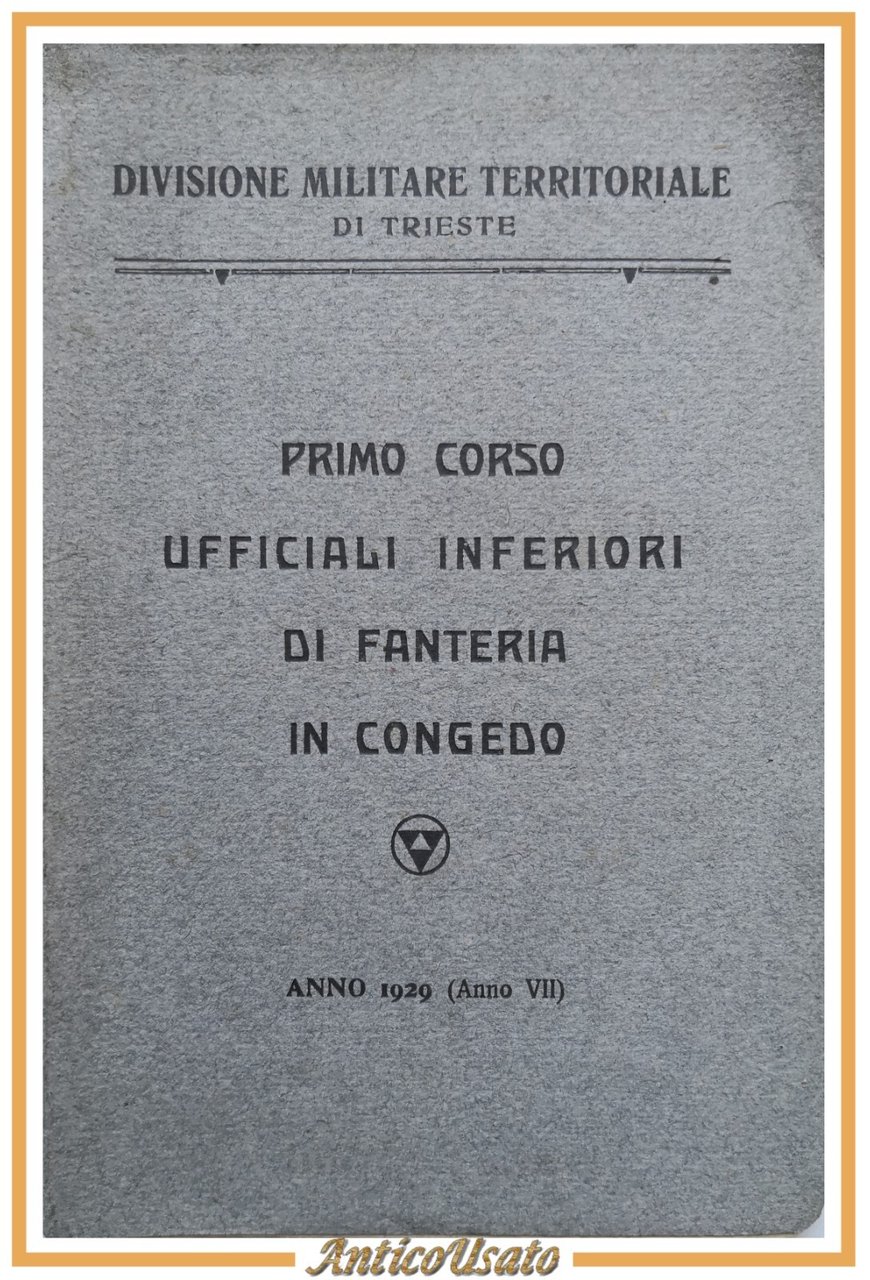 DIVISIONE MILITARE TERRITORIALE
DI TRIESTE
PRIMO CORSO
UFFICIALI INFERIORI
DI FANTERIA
IN CONGEDO
ANNO 1929 (Anno VII)
AnticoUsato